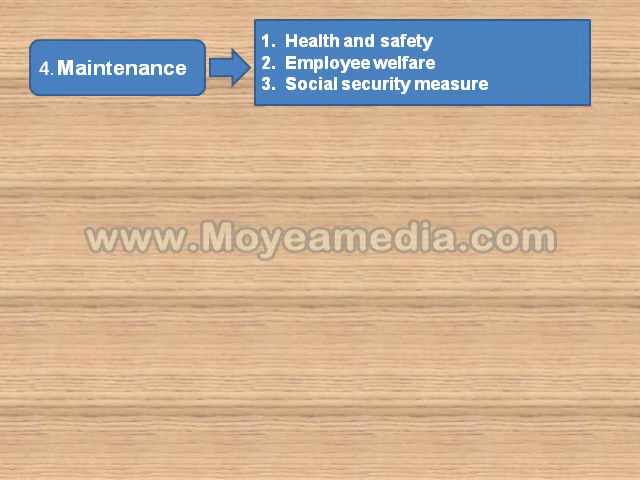 4. Maintenance
1. Health and safety
2. Employee welfare
3. Social security measure
www.Moyeamedia.com